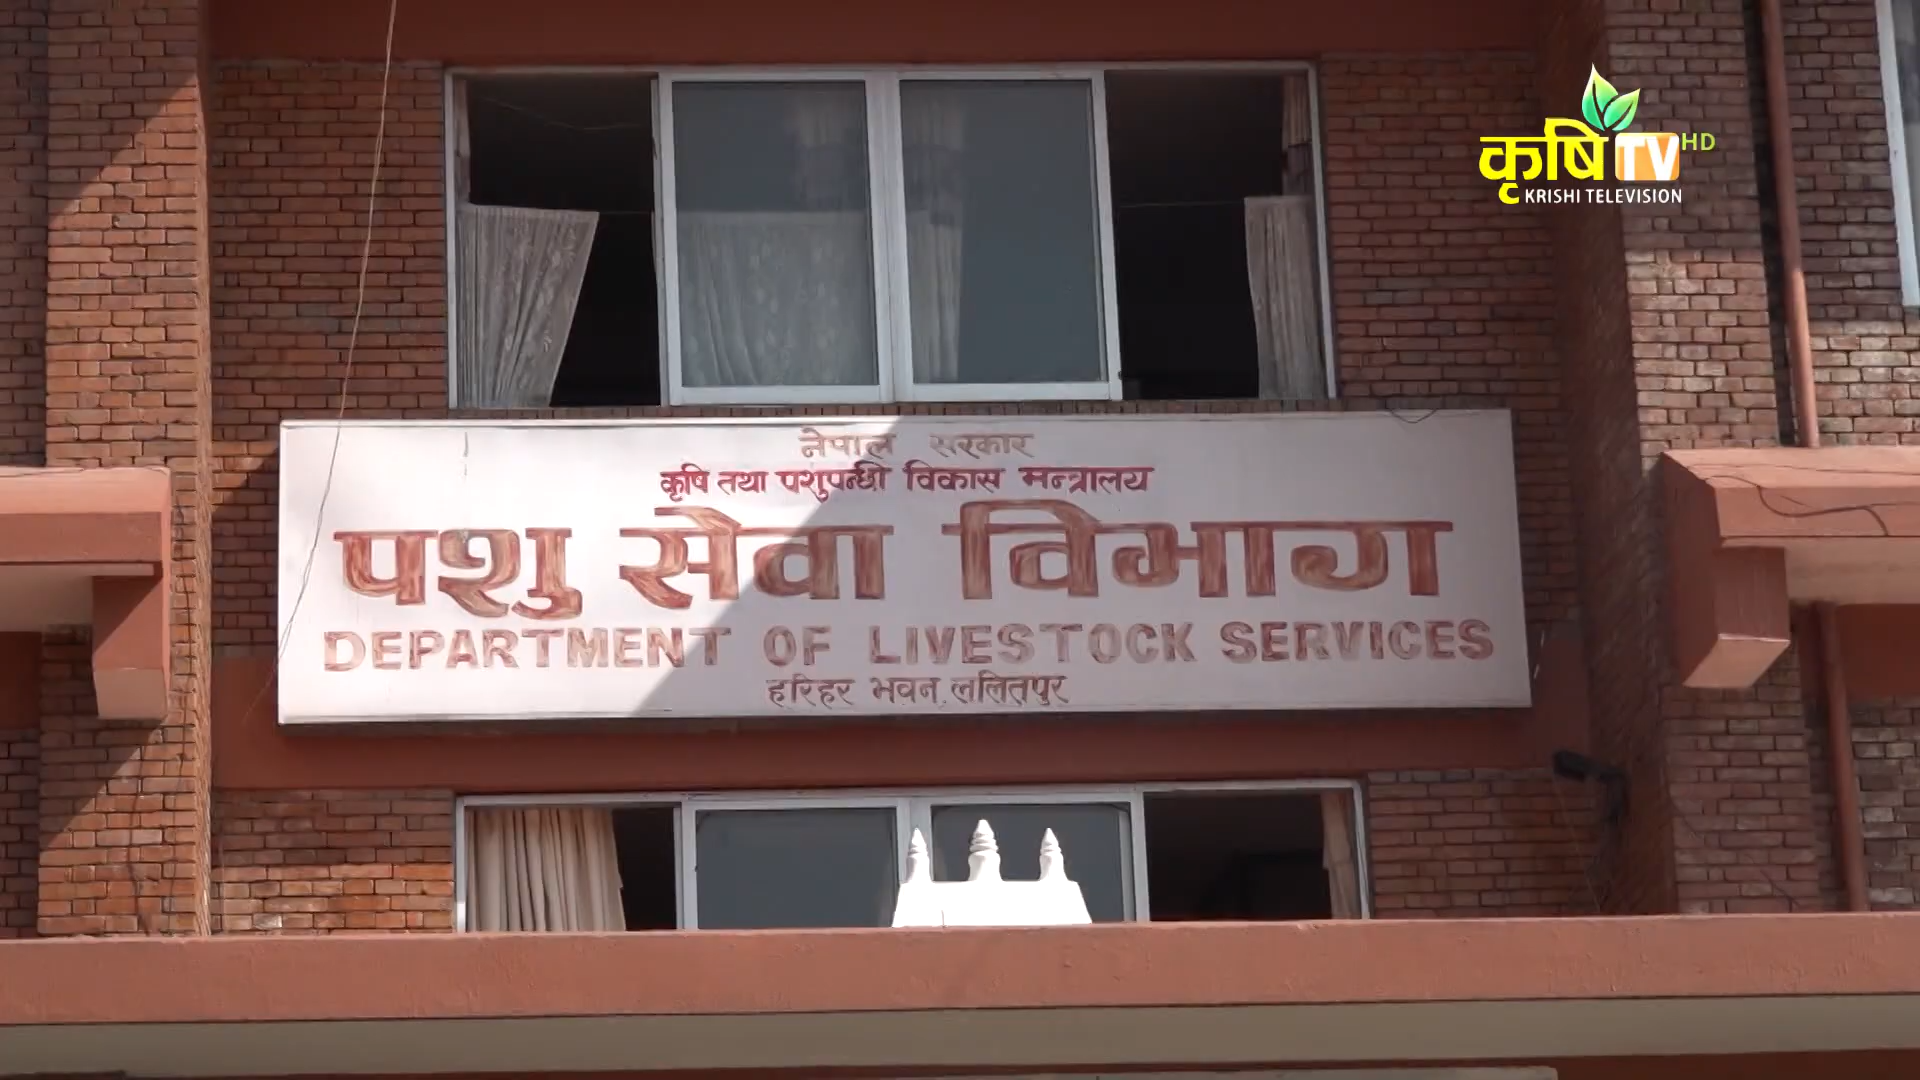 कृषि TV HD
KRISHI TELEVISION
नेपाल सरकार
कृषि तथा पशुपन्छी विकास मन्त्रालय
पशु सेवा विभाग
DEPARTMENT OF LIVESTOCK SERVICES
हरिहर भवन, ललितपुर